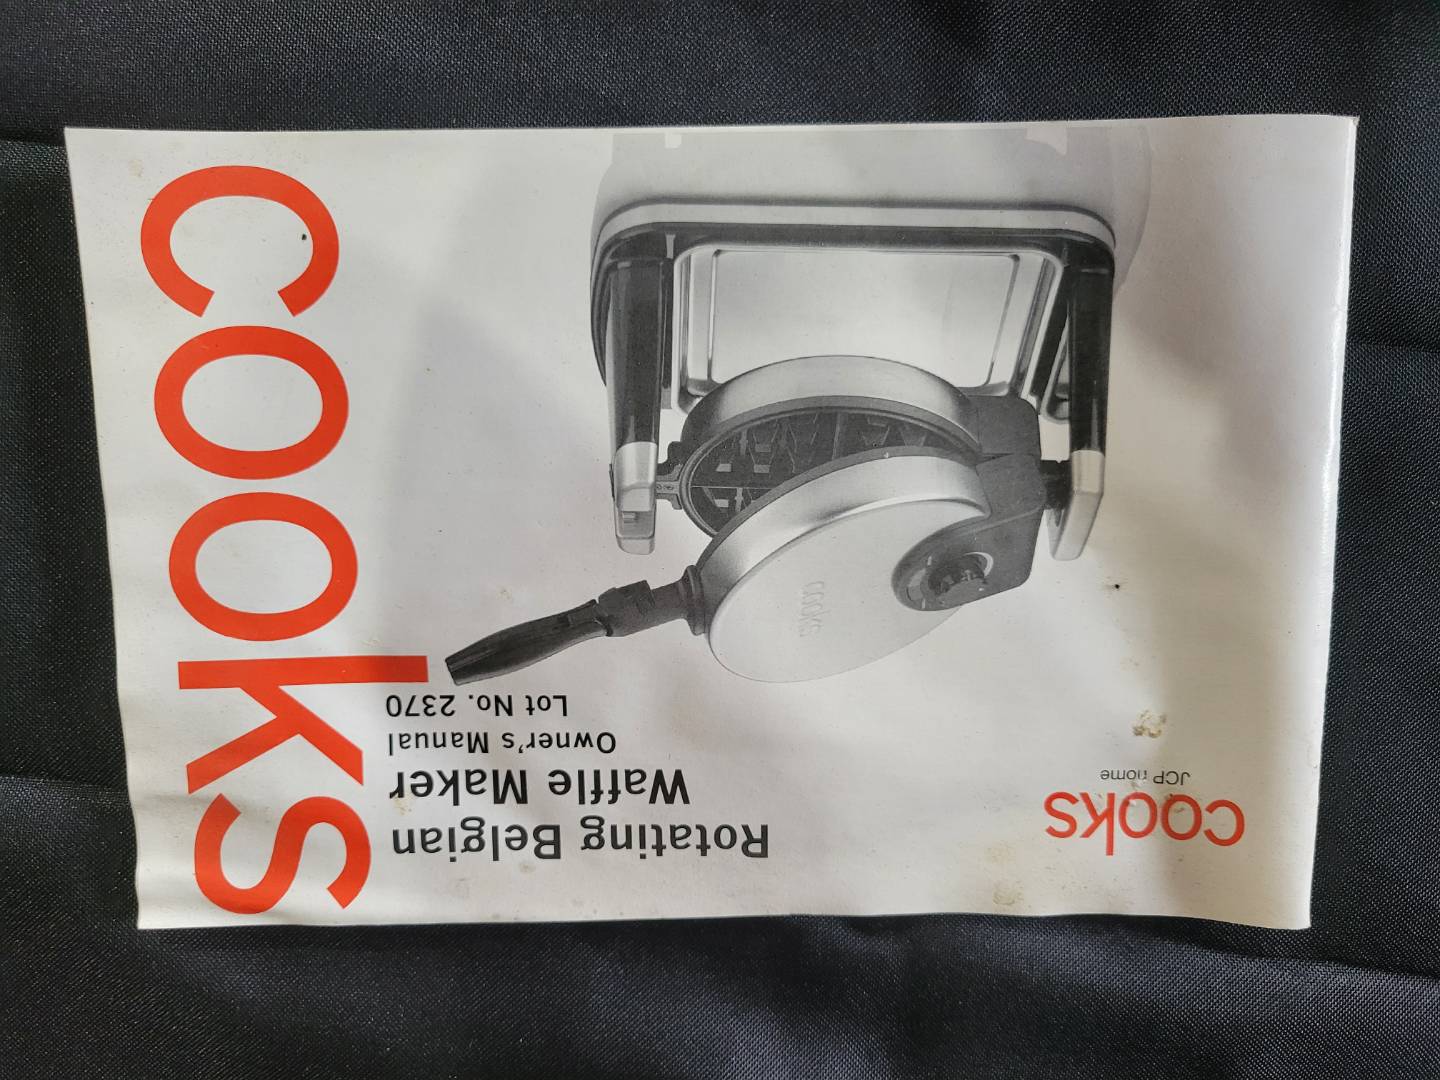 cooks
Rotating Belgian
Waffle Maker
Owner's Manual
Lot No. 2370
cooks
JCP home
cooks